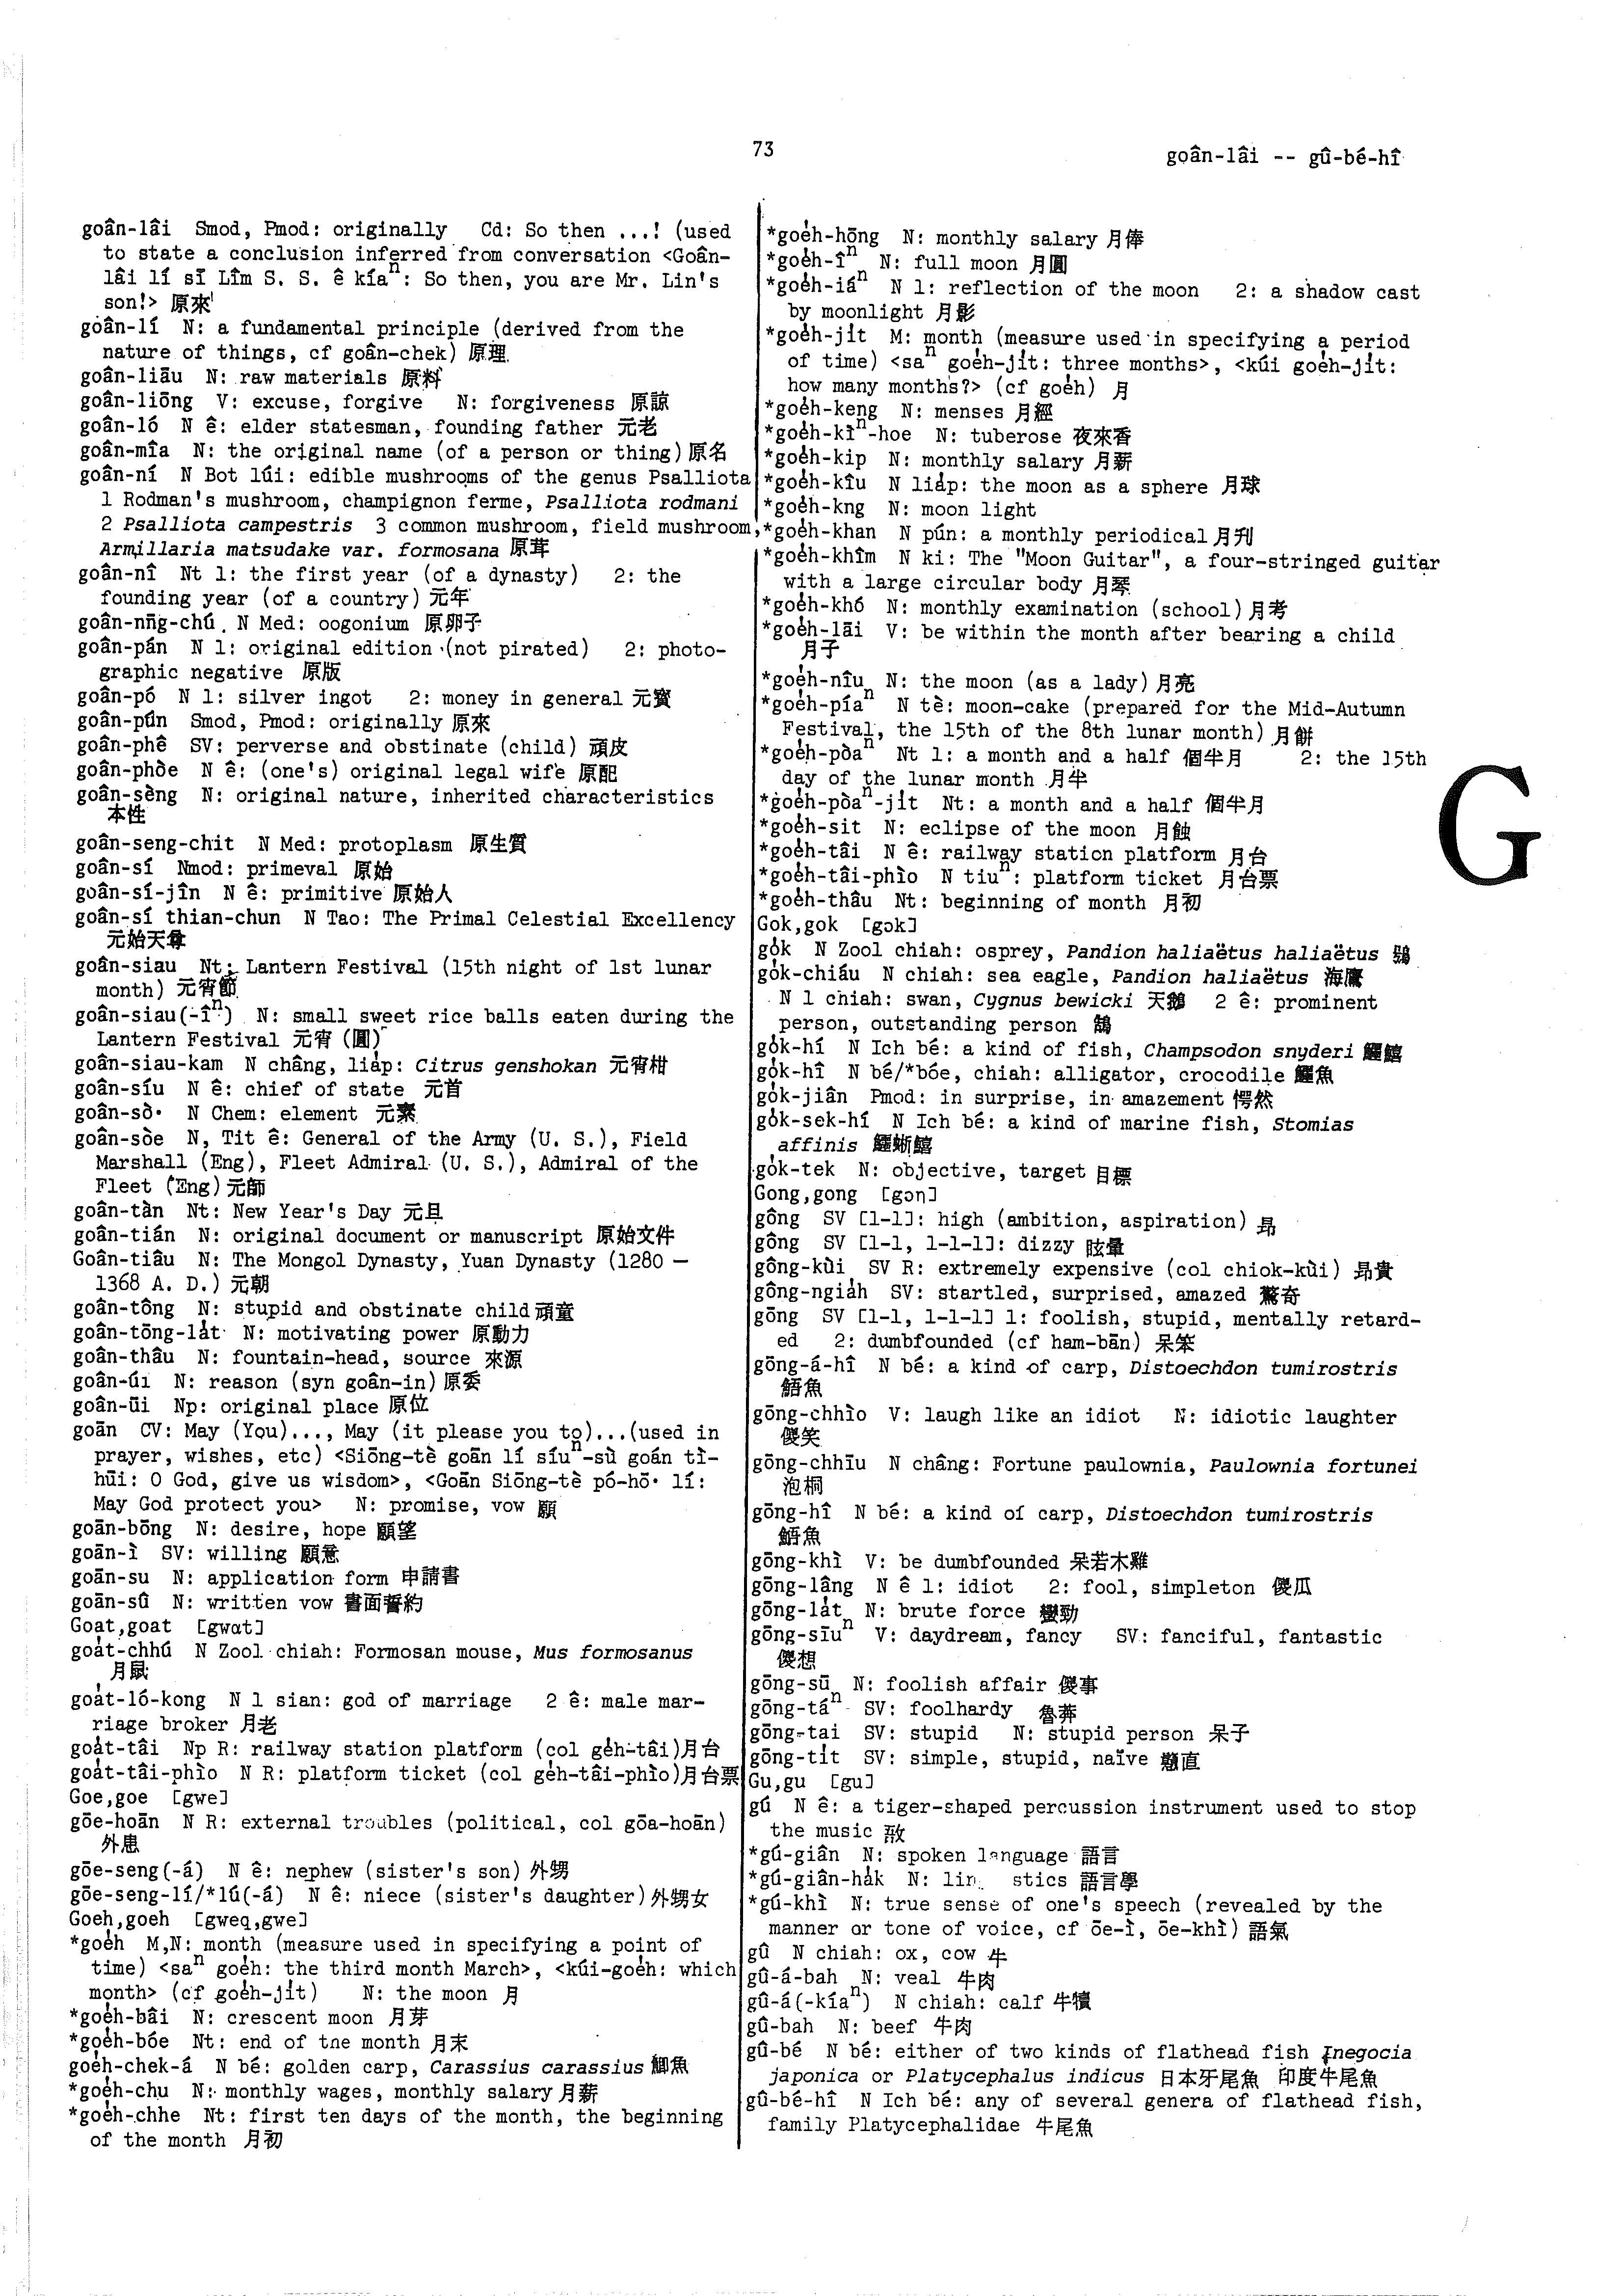 73
goân-lâi -- gû-bé-hî
goân-lâi Smod, Pmod: originally Cd: So then ...! (used
to state a conclusion inferred from conversation <Goân-
lâi lí sī Lîm S. S. ê kíaⁿ: So then, you are Mr. Lin's
son!> 原來
goân-lí N: a fundamental principle (derived from the
nature of things, cf goân-chek) 原理
goân-liāu N: raw materials 原料
goân-liōng V: excuse, forgive N: forgiveness 原諒
goân-ló N ê: elder statesman, founding father 元老
goân-mîa N: the original name (of a person or thing) 原名
goân-ní N Bot lúi: edible mushrooms of the genus Psalliota
1 Rodman's mushroom, champignon ferme, Psalliota rodmani
2 Psalliota campestris 3 common mushroom, field mushroom,
Armillaria matsudake var. formosana 原茸
goân-nî Nt 1: the first year (of a dynasty) 2: the
founding year (of a country) 元年
goân-nn̄g-chú N Med: oogonium 原卵子
goân-pán N 1: original edition (not pirated) 2: photo-
graphic negative 原版
goân-pó N 1: silver ingot 2: money in general 元寶
goân-pún Smod, Pmod: originally 原來
goân-phê SV: perverse and obstinate (child) 頑皮
goân-phòe N ê: (one's) original legal wife 原配
goân-sèng N: original nature, inherited characteristics
本性
goân-seng-chit N Med: protoplasm 原生質
goân-sí Nmod: primeval 原始
goân-sí-jîn N ê: primitive 原始人
goân-sí thian-chun N Tao: The Primal Celestial Excellency
元始天尊
goân-siau Nt: Lantern Festival (15th night of 1st lunar
month) 元宵節
goân-siau(-îⁿ) N: small sweet rice balls eaten during the
Lantern Festival 元宵(圓)
goân-siau-kam N châng, lia̍p: Citrus genshokan 元宵柑
goân-síu N ê: chief of state 元首
goân-sò· N Chem: element 元素
goân-sòe N, Tit ê: General of the Army (U. S.), Field
Marshall (Eng), Fleet Admiral (U. S.), Admiral of the
Fleet (Eng) 元師
goân-tàn Nt: New Year's Day 元旦
goân-tián N: original document or manuscript 原始文件
Goân-tiâu N: The Mongol Dynasty, Yuan Dynasty (1280 —
1368 A. D.) 元朝
goân-tông N: stupid and obstinate child 頑童
goân-tōng-la̍t N: motivating power 原動力
goân-thâu N: fountain-head, source 來源
goân-úi N: reason (syn goân-in) 原委
goân-ūi Np: original place 原位
goān CV: May (You)..., May (it please you to)...(used in
prayer, wishes, etc) <Siōng-tè goān lí síuⁿ-sù goán tì-
hūi: O God, give us wisdom>, <Goān Siōng-tè pó-hō· lí:
May God protect you> N: promise, vow 願
goān-bōng N: desire, hope 願望
goān-ì SV: willing 願意
goān-su N: application form 申請書
goān-sû N: written vow 書面誓約
Goat,goat [gwɑt]
goa̍t-chhú N Zool chiah: Formosan mouse, Mus formosanus
月鼠
goa̍t-ló-kong N 1 sian: god of marriage 2 ê: male mar-
riage broker 月老
goa̍t-tâi Np R: railway station platform (col ge̍h-tâi)月台
goa̍t-tâi-phìo N R: platform ticket (col ge̍h-tâi-phìo)月台票
Goe,goe [gwe]
gōe-hoān N R: external troubles (political, col gōa-hoān)
外患
gōe-seng(-á) N ê: nephew (sister's son) 外甥
gōe-seng-lí/*lú(-á) N ê: niece (sister's daughter) 外甥女
Goeh,goeh [gweq,gwe]
*goe̍h M,N: month (measure used in specifying a point of
time) <saⁿ goe̍h: the third month March>, <kúi-goe̍h: which
month> (cf goe̍h-ji̍t) N: the moon 月
*goe̍h-bâi N: crescent moon 月芽
*goe̍h-bóe Nt: end of the month 月末
goe̍h-chek-á N bé: golden carp, Carassius carassius 鯽魚
*goe̍h-chu N: monthly wages, monthly salary 月薪
*goe̍h-chhe Nt: first ten days of the month, the beginning
of the month 月初
*goe̍h-hōng N: monthly salary 月俸
*goe̍h-îⁿ N: full moon 月圓
*goe̍h-iáⁿ N 1: reflection of the moon 2: a shadow cast
by moonlight 月影
*goe̍h-ji̍t M: month (measure used in specifying a period
of time) <saⁿ goe̍h-ji̍t: three months>, <kúi goe̍h-ji̍t:
how many months?> (cf goe̍h) 月
*goe̍h-keng N: menses 月經
*goe̍h-kìⁿ-hoe N: tuberose 夜來香
*goe̍h-kip N: monthly salary 月薪
*goe̍h-kîu N lia̍p: the moon as a sphere 月球
*goe̍h-kng N: moon light
*goe̍h-khan N pún: a monthly periodical 月刋
*goe̍h-khîm N ki: The "Moon Guitar", a four-stringed guitar
with a large circular body 月琴
*goe̍h-khó N: monthly examination (school) 月考
*goe̍h-lāi V: be within the month after bearing a child
月子
*goe̍h-nîu N: the moon (as a lady) 月亮
*goe̍h-píaⁿ N tè: moon-cake (prepared for the Mid-Autumn
Festival, the 15th of the 8th lunar month) 月餅
*goe̍h-pòaⁿ Nt 1: a month and a half 個半月 2: the 15th
day of the lunar month 月半
*goe̍h-pòaⁿ-ji̍t Nt: a month and a half 個半月
*goe̍h-sit N: eclipse of the moon 月蝕
*goe̍h-tâi N ê: railway station platform 月台
*goe̍h-tâi-phìo N tiuⁿ: platform ticket 月台票
*goe̍h-thâu Nt: beginning of month 月初
Gok,gok [gɔk]
go̍k N Zool chiah: osprey, Pandion haliaëtus haliaëtus 鶚
go̍k-chiáu N chiah: sea eagle, Pandion haliaëtus 海鷹
N 1 chiah: swan, Cygnus bewicki 天鵝 2 ê: prominent
person, outstanding person 鵠
go̍k-hí N Ich bé: a kind of fish, Champsodon snyderi 鱷鱚
go̍k-hî N bé/*bóe, chiah: alligator, crocodile 鱷魚
go̍k-jiân Pmod: in surprise, in amazement 愕然
go̍k-sek-hí N Ich bé: a kind of marine fish, Stomias
affinis 鱷蜥鱚
go̍k-tek N: objective, target 目標
Gong,gong [gɔŋ]
gông SV [1-1]: high (ambition, aspiration) 昂
gông SV [1-1, 1-1-1]: dizzy 眩暈
gông-kùi SV R: extremely expensive (col chiok-kùi) 昂貴
gông-ngia̍h SV: startled, surprised, amazed 驚奇
gōng SV [1-1, 1-1-1] 1: foolish, stupid, mentally retard-
ed 2: dumbfounded (cf ham-bān) 呆笨
gōng-á-hî N bé: a kind of carp, Distoechdon tumirostris
鯃魚
gōng-chhìo V: laugh like an idiot N: idiotic laughter
傻笑
gōng-chhīu N châng: Fortune paulownia, Paulownia fortunei
泡桐
gōng-hî N bé: a kind of carp, Distoechdon tumirostris
鯃魚
gōng-khì V: be dumbfounded 呆若木雞
gōng-lâng N ê 1: idiot 2: fool, simpleton 傻瓜
gōng-la̍t N: brute force 蠻勁
gōng-sīuⁿ V: daydream, fancy SV: fanciful, fantastic
傻想
gōng-sū N: foolish affair 傻事
gōng-táⁿ SV: foolhardy 魯莽
gōng-tai SV: stupid N: stupid person 呆子
gōng-ti̍t SV: simple, stupid, naïve 戇直
Gu,gu [gu]
gú N ê: a tiger-shaped percussion instrument used to stop
the music 敔
*gú-giân N: spoken language 語言
*gú-giân-ha̍k N: lin stics 語言學
*gú-khì N: true sense of one's speech (revealed by the
manner or tone of voice, cf ōe-ì, ōe-khì) 語氣
gû N chiah: ox, cow 牛
gû-á-bah N: veal 牛肉
gû-á(-kíaⁿ) N chiah: calf 牛犢
gû-bah N: beef 牛肉
gû-bé N bé: either of two kinds of flathead fish Inegocia
japonica or Platycephalus indicus 日本牙尾魚 印度牛尾魚
gû-bé-hî N Ich bé: any of several genera of flathead fish,
family Platycephalidae 牛尾魚
G